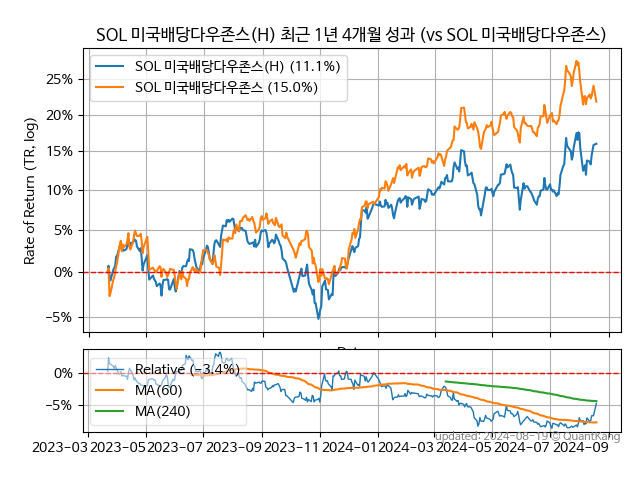 SOL 미국배당다우존스(H) 최근 1년 4개월 성과 (vs SOL 미국배당다우존스)
SOL 미국배당다우존스(H) (11.1%)
SOL 미국배당다우존스 (15.0%)
Rate of Return (TR, log)
25%
20%
15%
10%
5%
0%
−5%
Relative (−3.4%)
MA(60)
MA(240)
0%
−5%
updated: 2024-08-19 © QuantKang
2023-03 2023-05 2023-07 2023-09 2023-11 2024-01 2024-03 2024-05 2024-07 2024-09